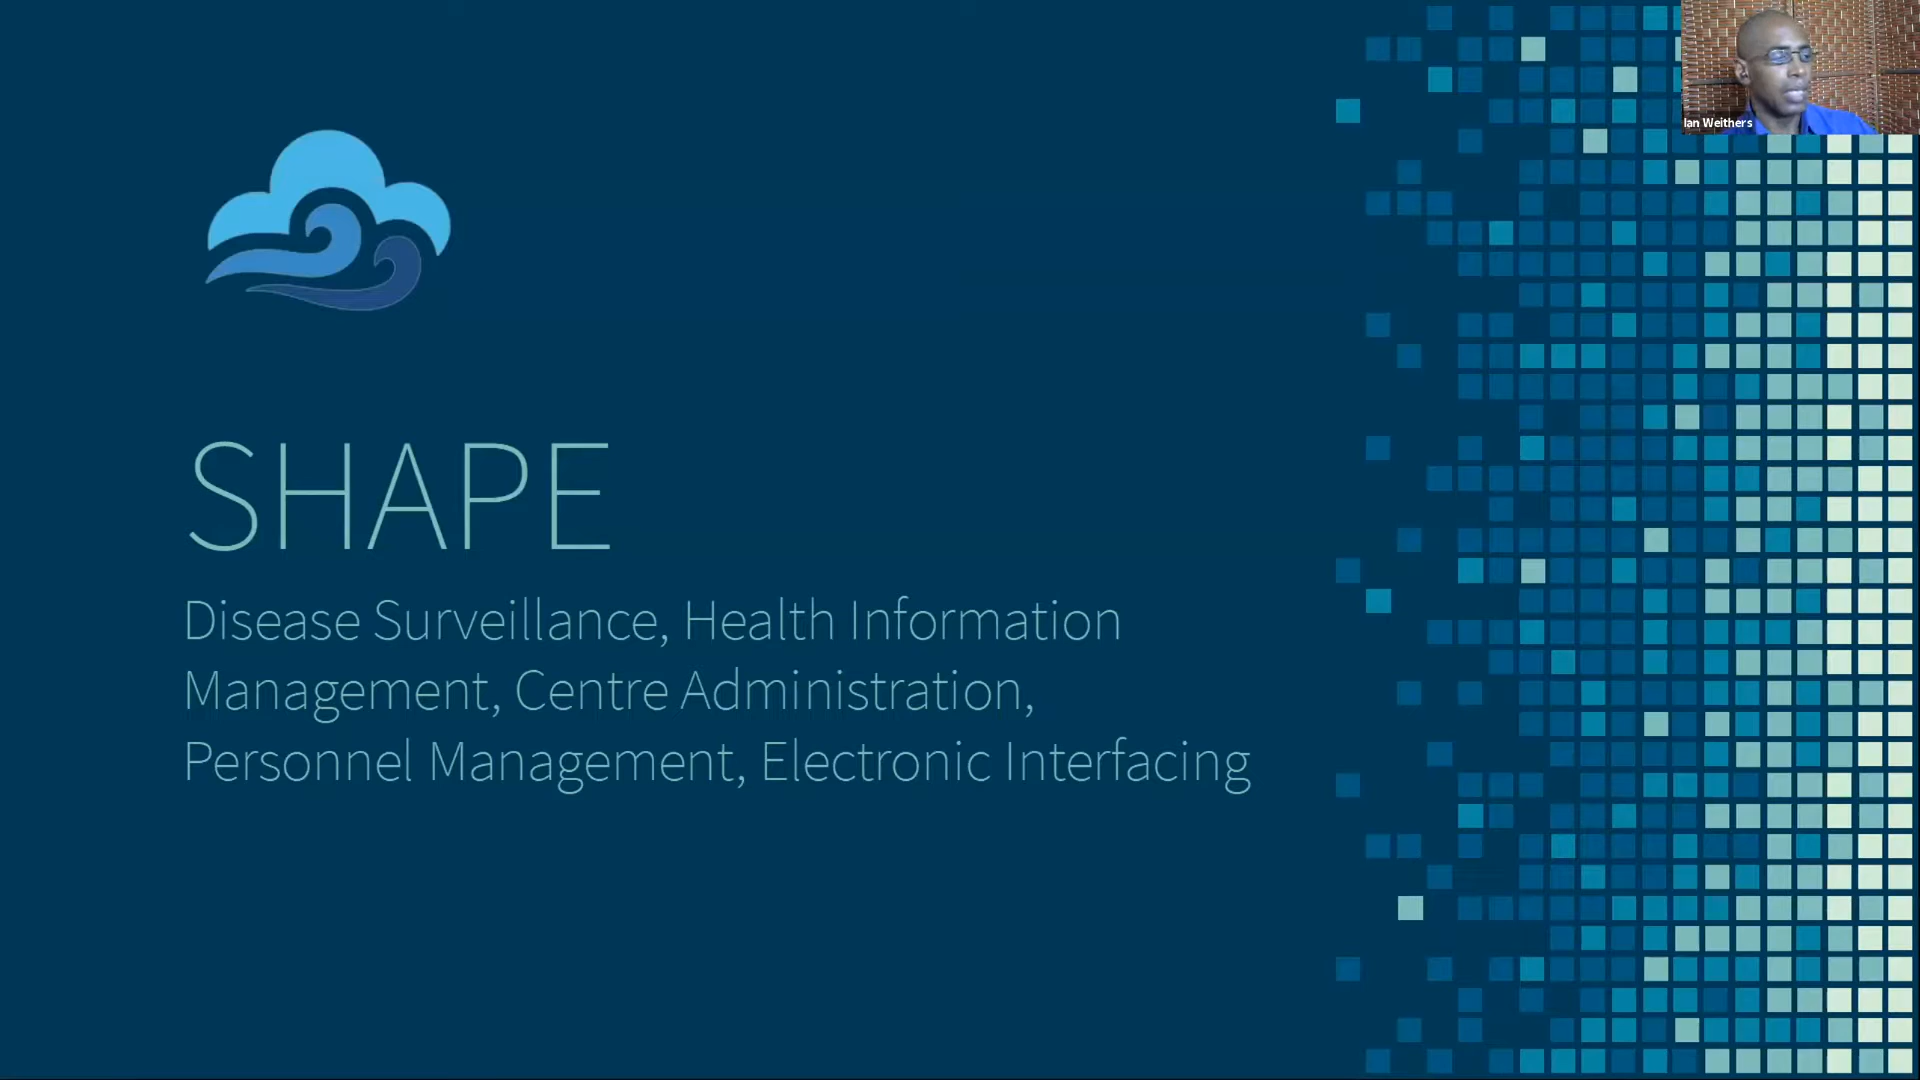 Ian Weithers
SHAPE
Disease Surveillance, Health Information
Management, Centre Administration,
Personnel Management, Electronic Interfacing